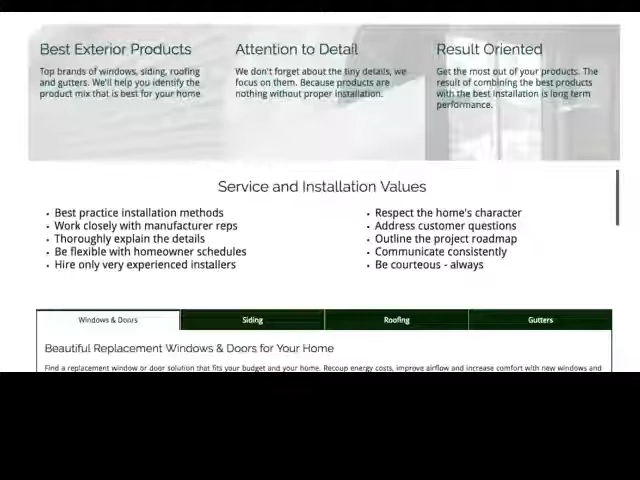 Best Exterior Products
Top brands of windows, siding, roofing
and gutters. We'll help you identify the
product mix that is best for your home.
Attention to Detail
We don't forget about the tiny details, we
focus on them. Because products are
nothing without proper installation.
Result Oriented
Get the most out of your products. The
result of combining the best products
with the best installation is long term
performance.
Service and Installation Values
• Best practice installation methods
• Work closely with manufacturer reps
• Thoroughly explain the details
• Be flexible with homeowner schedules
• Hire only very experienced installers
• Respect the home's character
• Address customer questions
• Outline the project roadmap
• Communicate consistently
• Be courteous - always
Windows & Doors
Siding
Roofing
Gutters
Beautiful Replacement Windows & Doors for Your Home
Find a replacement window or door solution that fits your budget and your home. Recoup energy costs, improve airflow and increase comfort with new windows and